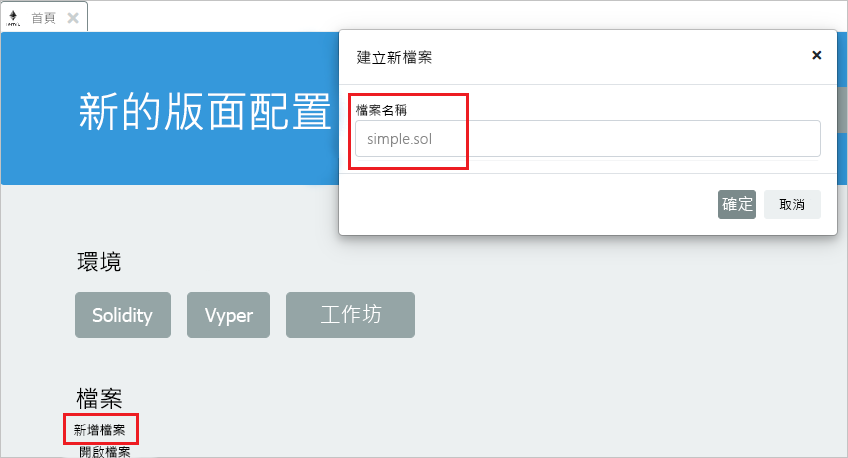 首頁
建立新檔案
新的版面配置
檔案名稱
simple.sol
確定
取消
環境
Solidity
Vyper
工作坊
檔案
新增檔案
開啟檔案